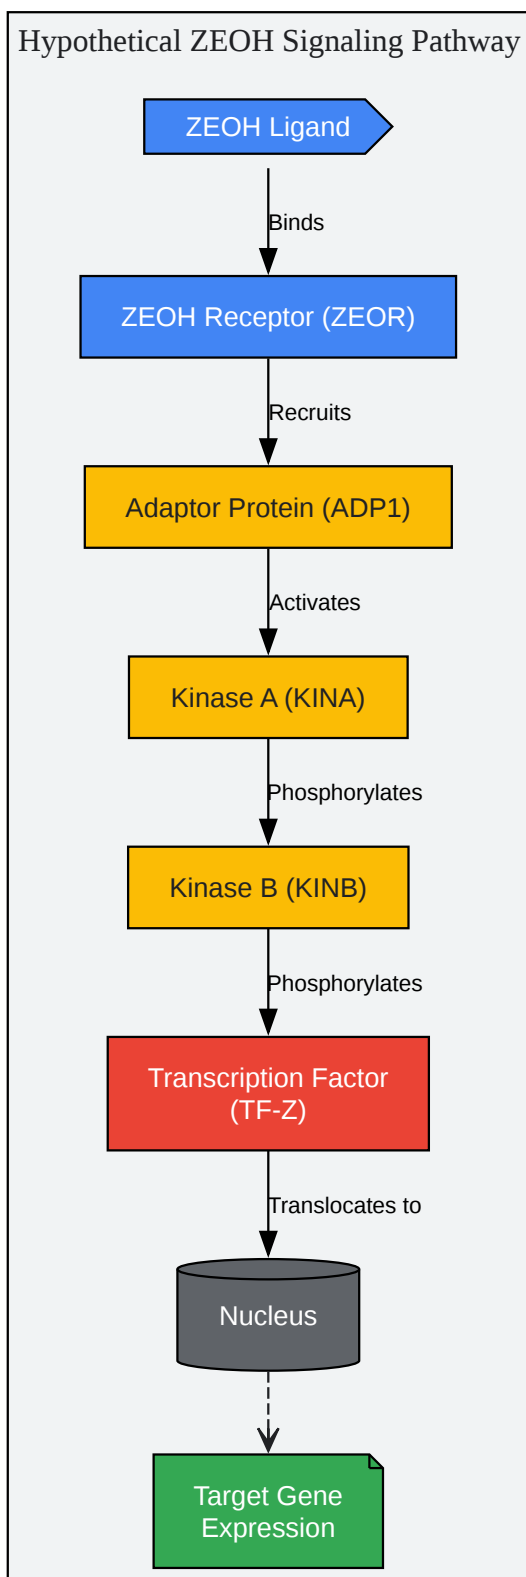 Hypothetical ZEOH Signaling Pathway
ZEOH Ligand
Binds
ZEOH Receptor (ZEOR)
Recruits
Adaptor Protein (ADP1)
Activates
Kinase A (KINA)
Phosphorylates
Kinase B (KINB)
Phosphorylates
Transcription Factor
(TF-Z)
Translocates to
Nucleus
Target Gene
Expression